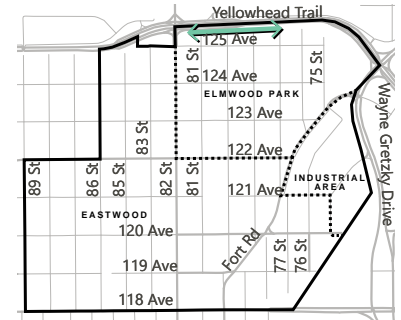 Yellowhead Trail
125 Ave
81 St
124 Ave
75 St
ELMWOOD PARK
123 Ave
83 St
122 Ave
89 St
86 St
85 St
82 St
81 St
121 Ave
INDUSTRIAL
AREA
Wayne Gretzky Drive
EASTWOOD
120 Ave
Fort Rd
77 St
76 St
119 Ave
118 Ave